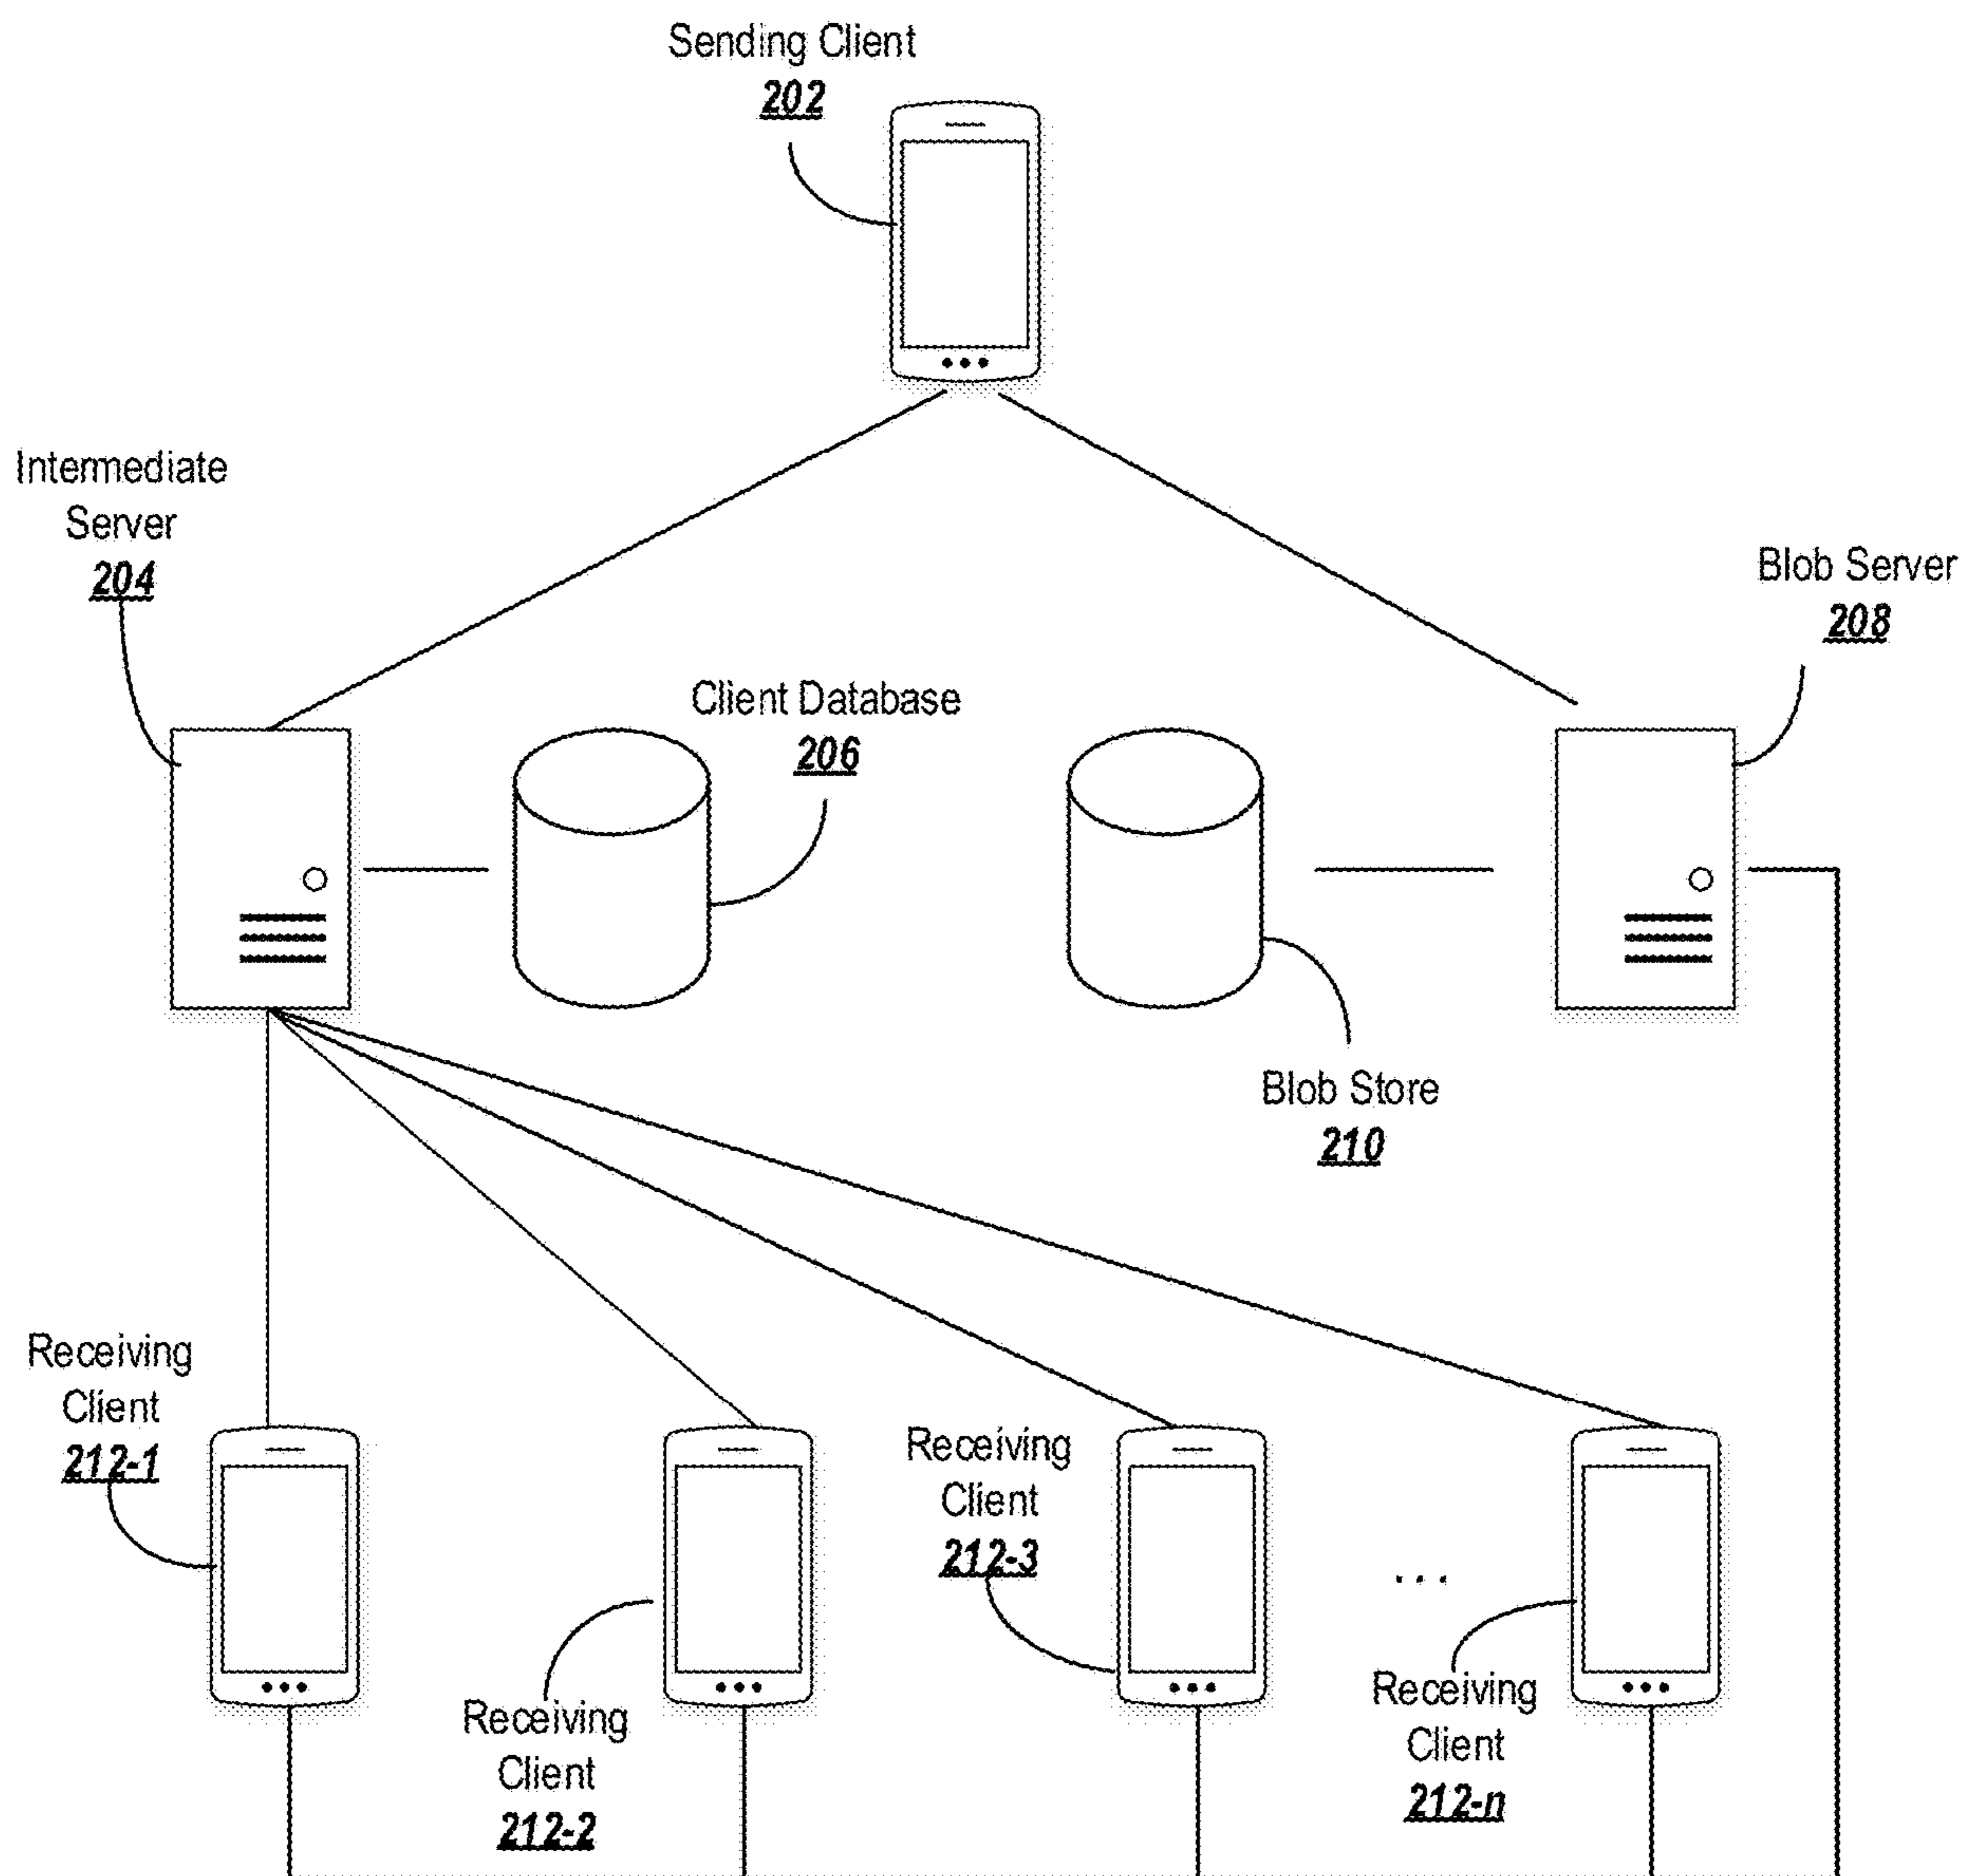 Sending Client
202
Intermediate
Server
204
Blob Server
208
Client Database
206
Blob Store
210
Receiving
Client
212-1
Receiving
Client
212-2
Receiving
Client
212-3
...
Receiving
Client
212-n